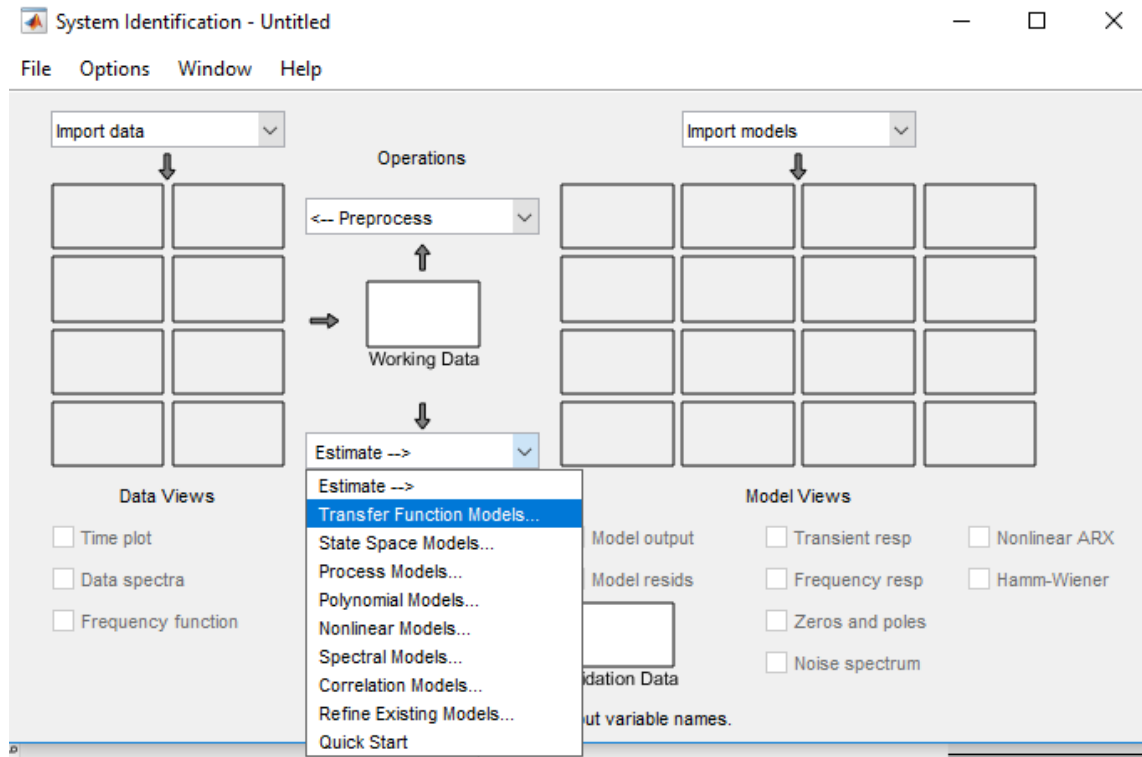 System Identification - Untitled
File Options Window Help
Import data
Import models
Operations
<-- Preprocess
Working Data
Estimate -->
Estimate -->
Transfer Function Models...
State Space Models...
Process Models...
Polynomial Models...
Nonlinear Models...
Spectral Models...
Correlation Models...
Refine Existing Models...
Quick Start
Data Views
Time plot
Data spectra
Frequency function
Model Views
Model output
Transient resp
Nonlinear ARX
Model resids
Frequency resp
Hamm-Wiener
Zeros and poles
Noise spectrum
idation Data
ut variable names.